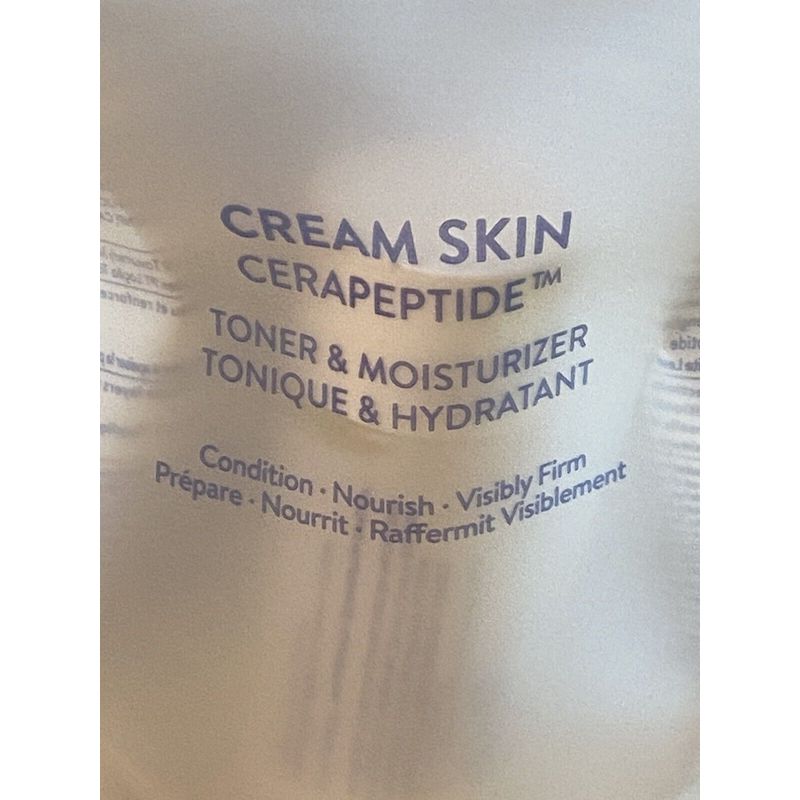 CREAM SKIN
CERAPEPTIDE™
TONER & MOISTURIZER
TONIQUE & HYDRATANT
Condition · Nourish · Visibly Firm
Prépare · Nourrit · Raffermit Visiblement